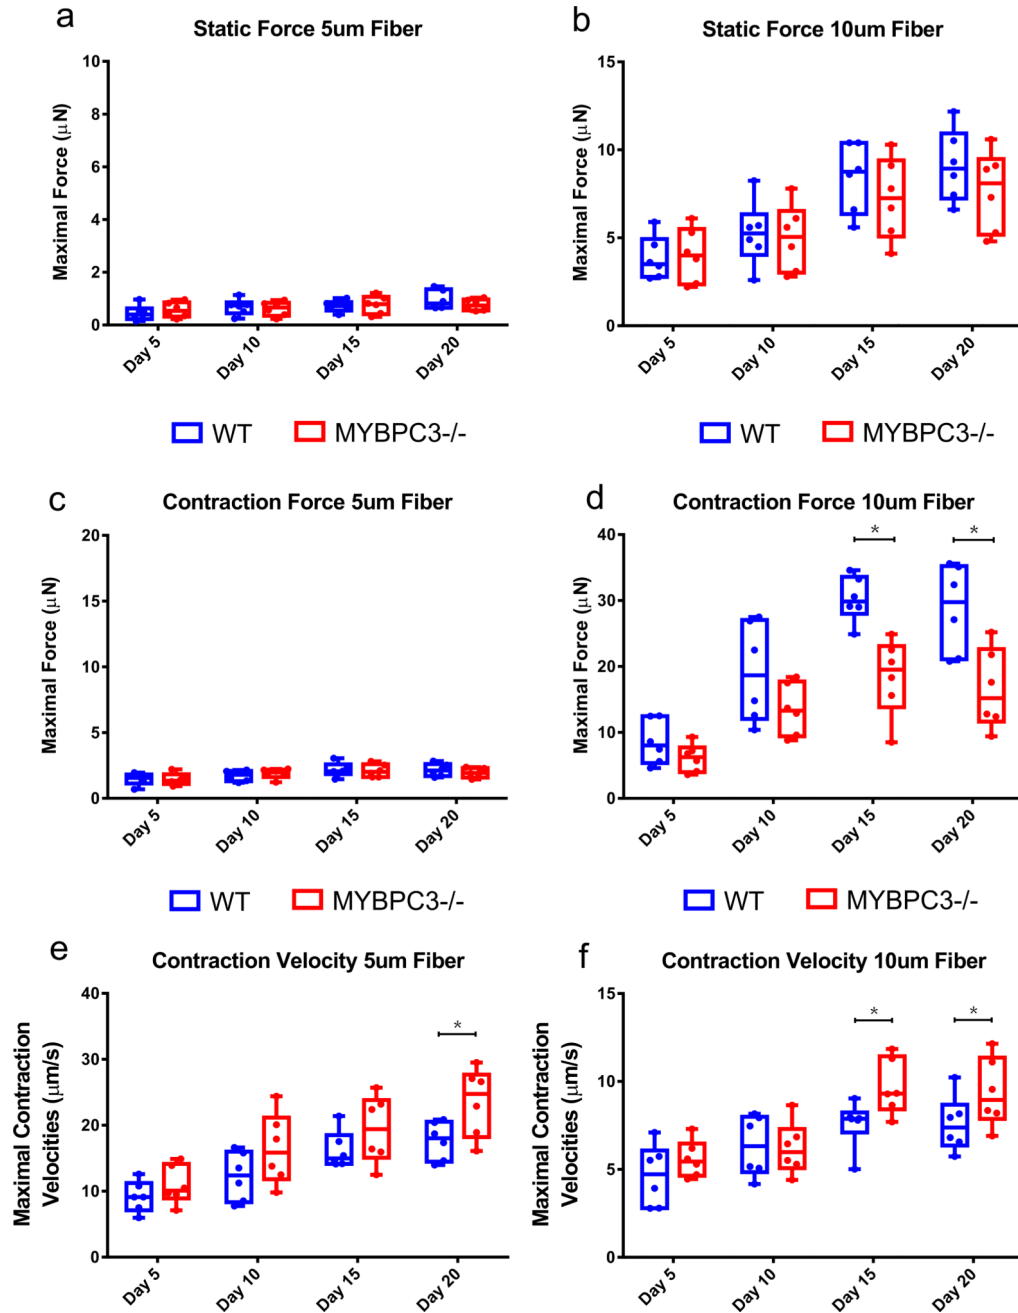 a
Static Force 5um Fiber
Maximal Force (μN)
10
8
6
4
2
0
Day 5
Day 10
Day 15
Day 20
b
Static Force 10um Fiber
Maximal Force (μN)
15
10
5
0
Day 5
Day 10
Day 15
Day 20
WT
MYBPC3-/-
c
Contraction Force 5um Fiber
Maximal Force (μN)
20
15
10
5
0
Day 5
Day 10
Day 15
Day 20
d
Contraction Force 10um Fiber
Maximal Force (μN)
40
30
20
10
0
*
*
Day 5
Day 10
Day 15
Day 20
WT
MYBPC3-/-
WT
MYBPC3-/-
e
Contraction Velocity 5um Fiber
Maximal Contraction
Velocities (μm/s)
40
30
20
10
0
*
Day 5
Day 10
Day 15
Day 20
f
Contraction Velocity 10um Fiber
Maximal Contraction
Velocities (μm/s)
15
10
5
0
*
*
Day 5
Day 10
Day 15
Day 20